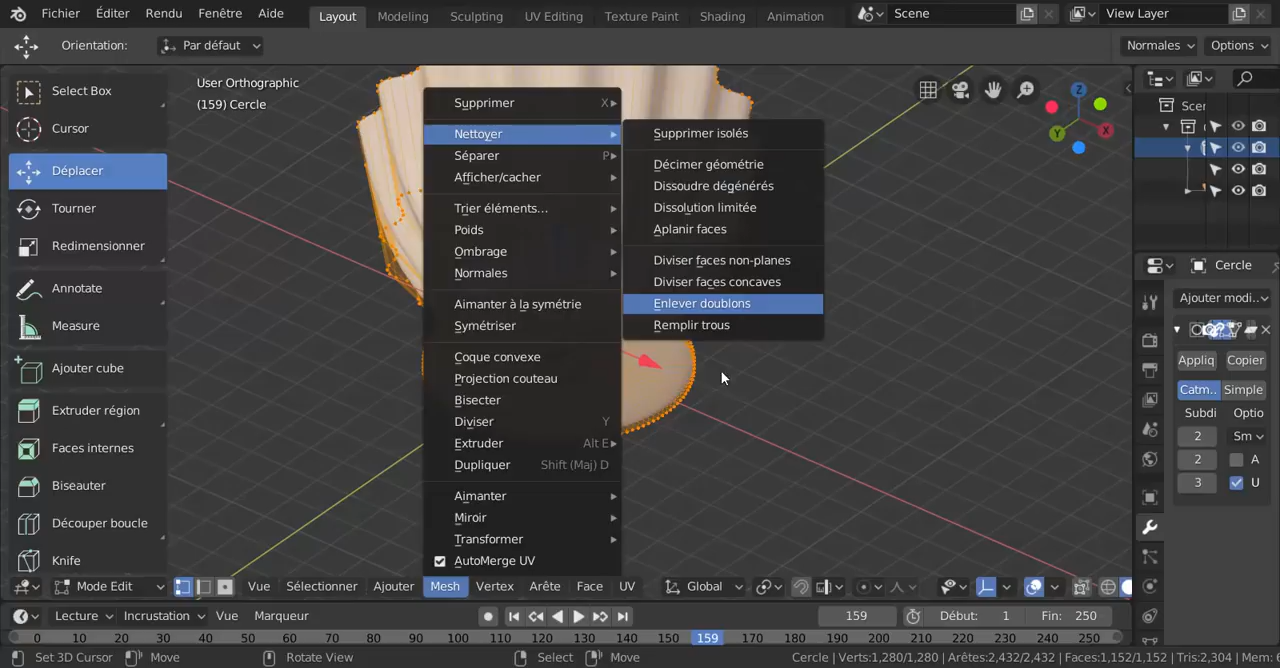 Fichier Éditer Rendu Fenêtre Aide Layout Modeling Sculpting UV Editing Texture Paint Shading Animation Scene View Layer
Orientation: Par défaut Normales Options
Select Box
Cursor
Déplacer
Tourner
Redimensionner
Annotate
Measure
Ajouter cube
Extruder région
Faces internes
Biseauter
Découper boucle
Knife
User Orthographic
(159) Cercle
Supprimer X
Nettoyer
Séparer P
Afficher/cacher
Trier éléments...
Poids
Ombrage
Normales
Aimanter à la symétrie
Symétriser
Coque convexe
Projection couteau
Bisecter
Diviser Y
Extruder Alt E
Dupliquer Shift (Maj) D
Aimanter
Miroir
Transformer
AutoMerge UV
Supprimer isolés
Décimer géométrie
Dissoudre dégénérés
Dissolution limitée
Aplanir faces
Diviser faces non-planes
Diviser faces concaves
Enlever doublons
Remplir trous
Z
X
Y
Scer
Cercle
Ajouter modi...
Appliq Copier
Catm.. Simple
Subdi Optio
2 Sm
2 A
3 U
Mode Edit Vue Sélectionner Ajouter Mesh Vertex Arête Face UV Global
Lecture Incrustation Vue Marqueur 159 Début: 1 Fin: 250
0 10 20 30 40 50 60 70 80 90 100 110 120 130 140 150 159 170 180 190 200 210 220 230 240 250
Set 3D Cursor Move Rotate View Select Move Cercle | Verts:1,280/1,280 | Arêtes:2,432/2,432 | Faces:1,152/1,152 | Tris:2,304 | Mem: 6